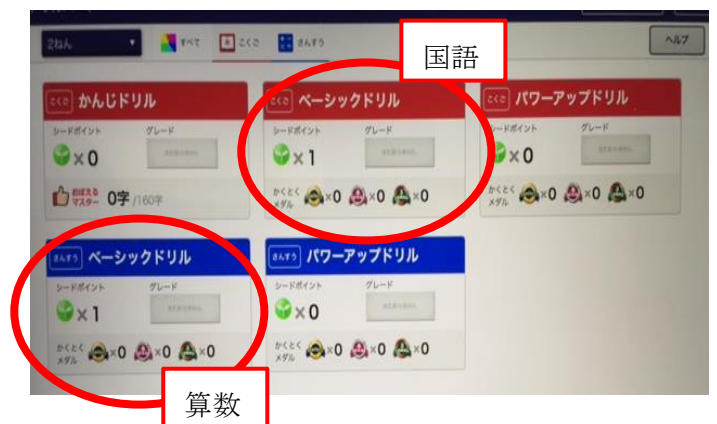 2ねん
すべて
こくご
さんすう
ヘルプ
国語
こくご かんじドリル
シードポイント
グレード
×0
おぼえる
マスター 0字 /160字
こくご ベーシックドリル
シードポイント
グレード
×1
かくとく
メダル ×0 ×0 ×0
こくご パワーアップドリル
シードポイント
グレード
×0
かくとく
メダル ×0 ×0 ×0
さんすう ベーシックドリル
シードポイント
グレード
×1
かくとく
メダル ×0 ×0 ×0
さんすう パワーアップドリル
シードポイント
グレード
×0
かくとく
メダル ×0 ×0 ×0
算数